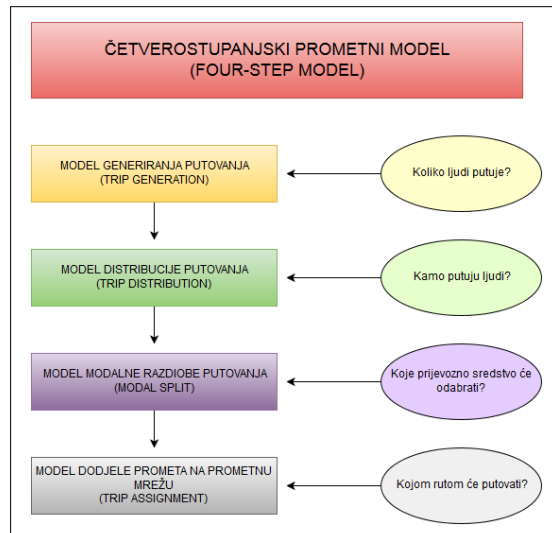 ČETVEROSTUPANJSKI PROMETNI MODEL
(FOUR-STEP MODEL)
MODEL GENERIRANJA PUTOVANJA
(TRIP GENERATION)
Koliko ljudi putuje?
MODEL DISTRIBUCIJE PUTOVANJA
(TRIP DISTRIBUTION)
Kamo putuju ljudi?
MODEL MODALNE RAZDIOBE PUTOVANJA
(MODAL SPLIT)
Koje prijevozno sredstvo će
odabrati?
MODEL DODJELE PROMETA NA PROMETNU
MREŽU
(TRIP ASSIGNMENT)
Kojom rutom će putovati?